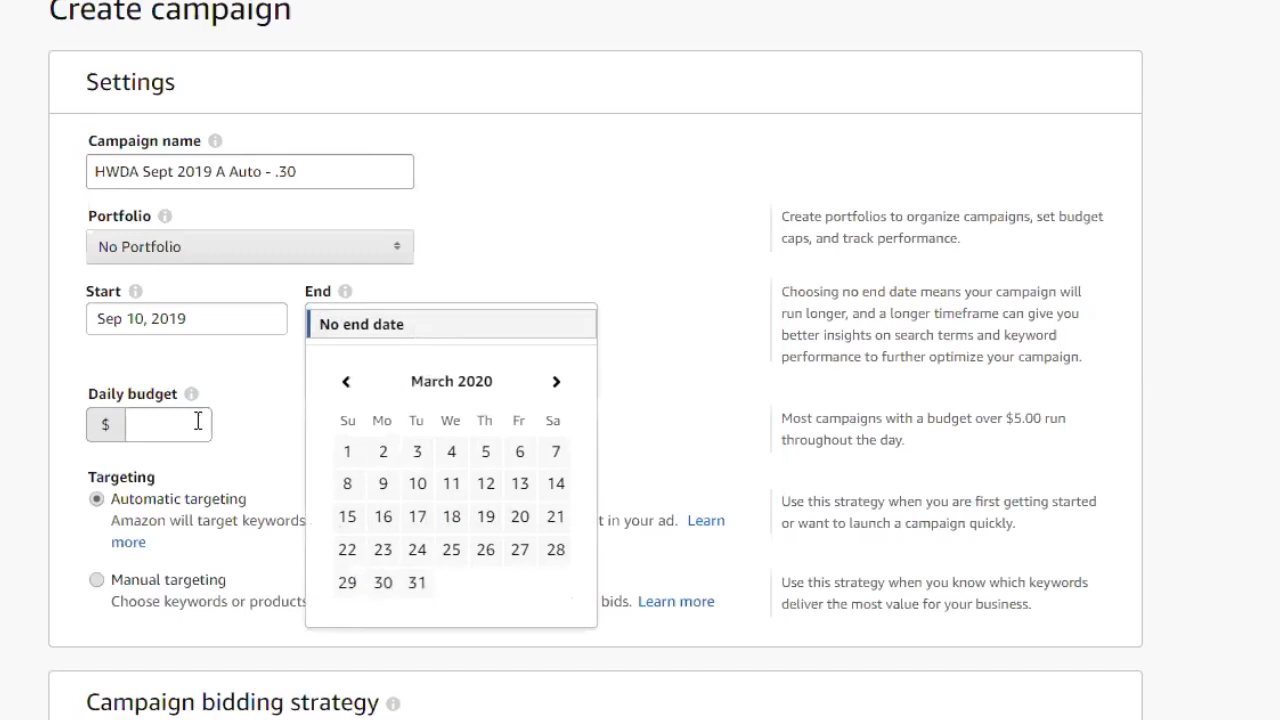 Create campaign
Settings
Campaign name
HWDA Sept 2019 A Auto - .30
Portfolio
No Portfolio
Create portfolios to organize campaigns, set budget
caps, and track performance.
Start
End
Sep 10, 2019
No end date
Choosing no end date means your campaign will
run longer, and a longer timeframe can give you
better insights on search terms and keyword
performance to further optimize your campaign.
March 2020
Su Mo Tu We Th Fr Sa
1 2 3 4 5 6 7
8 9 10 11 12 13 14
15 16 17 18 19 20 21
22 23 24 25 26 27 28
29 30 31
Daily budget
$
Most campaigns with a budget over $5.00 run
throughout the day.
Targeting
Automatic targeting
Amazon will target keywords t in your ad. Learn
more
Use this strategy when you are first getting started
or want to launch a campaign quickly.
Manual targeting
Choose keywords or products bids. Learn more
Use this strategy when you know which keywords
deliver the most value for your business.
Campaign bidding strategy